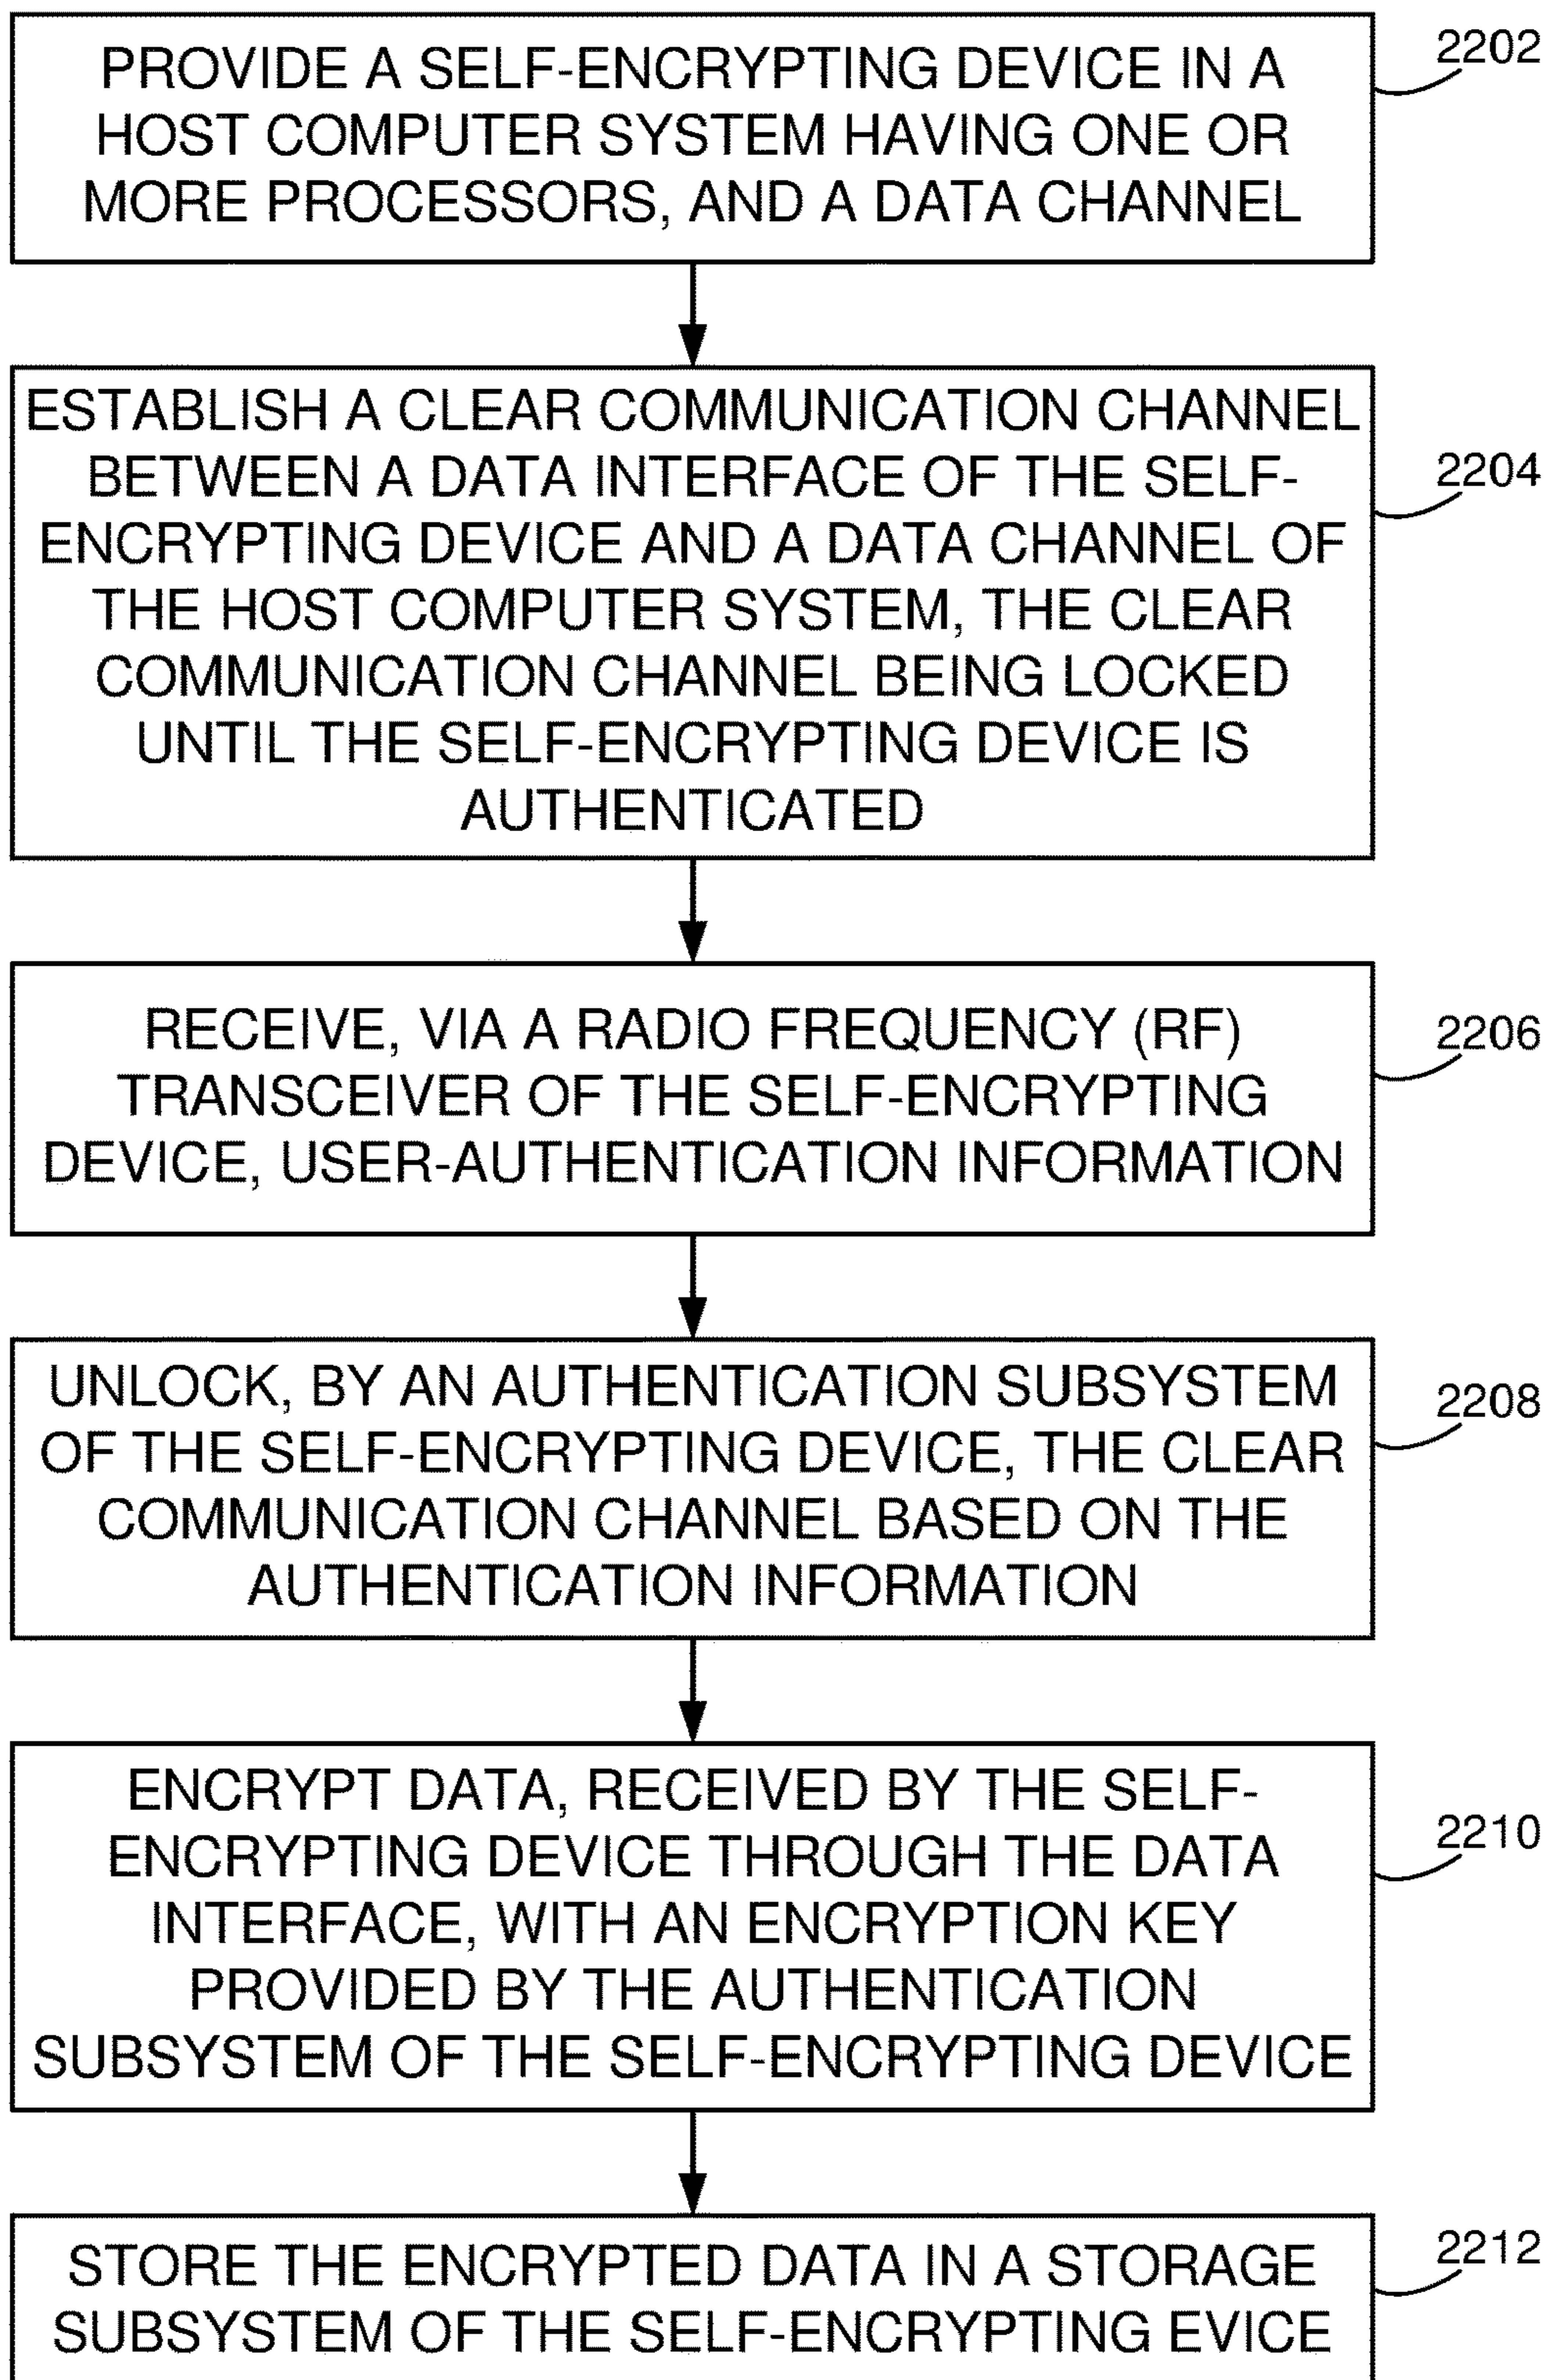 PROVIDE A SELF-ENCRYPTING DEVICE IN A
HOST COMPUTER SYSTEM HAVING ONE OR
MORE PROCESSORS, AND A DATA CHANNEL
2202
ESTABLISH A CLEAR COMMUNICATION CHANNEL
BETWEEN A DATA INTERFACE OF THE SELF-
ENCRYPTING DEVICE AND A DATA CHANNEL OF
THE HOST COMPUTER SYSTEM, THE CLEAR
COMMUNICATION CHANNEL BEING LOCKED
UNTIL THE SELF-ENCRYPTING DEVICE IS
AUTHENTICATED
2204
RECEIVE, VIA A RADIO FREQUENCY (RF)
TRANSCEIVER OF THE SELF-ENCRYPTING
DEVICE, USER-AUTHENTICATION INFORMATION
2206
UNLOCK, BY AN AUTHENTICATION SUBSYSTEM
OF THE SELF-ENCRYPTING DEVICE, THE CLEAR
COMMUNICATION CHANNEL BASED ON THE
AUTHENTICATION INFORMATION
2208
ENCRYPT DATA, RECEIVED BY THE SELF-
ENCRYPTING DEVICE THROUGH THE DATA
INTERFACE, WITH AN ENCRYPTION KEY
PROVIDED BY THE AUTHENTICATION
SUBSYSTEM OF THE SELF-ENCRYPTING DEVICE
2210
STORE THE ENCRYPTED DATA IN A STORAGE
SUBSYSTEM OF THE SELF-ENCRYPTING EVICE
2212